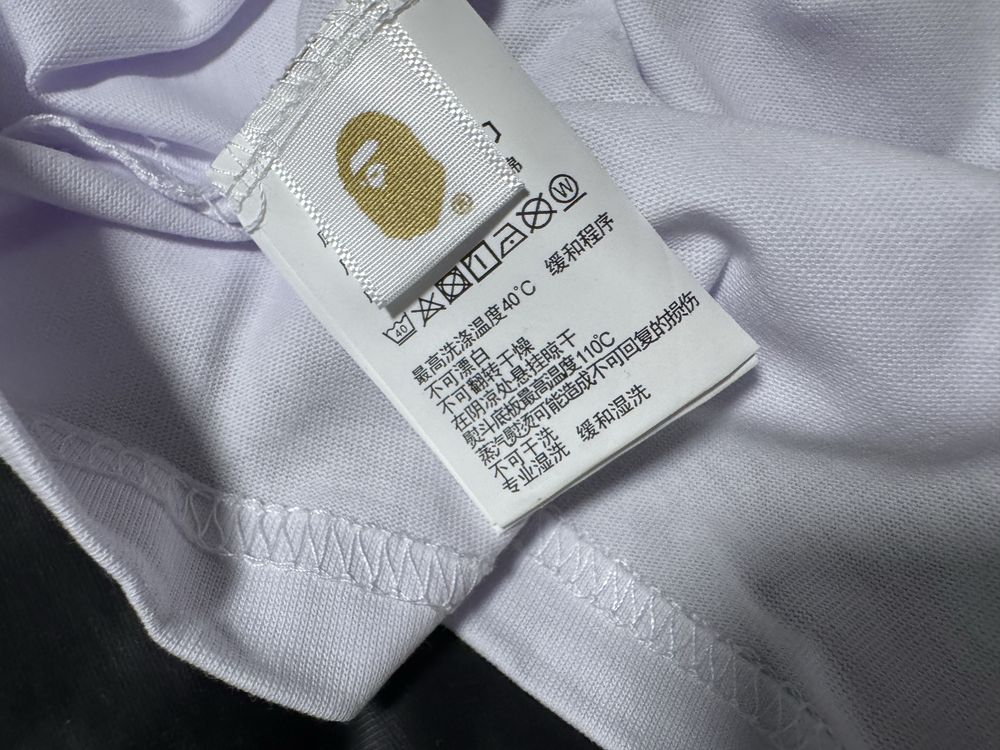 棉
40
W
最高洗涤温度40°C 缓和程序
不可漂白
不可翻转干燥
在阴凉处悬挂晾干
熨斗底板最高温度110℃
蒸汽熨烫可能造成不可回复的损伤
不可干洗
专业湿洗 缓和湿洗
®